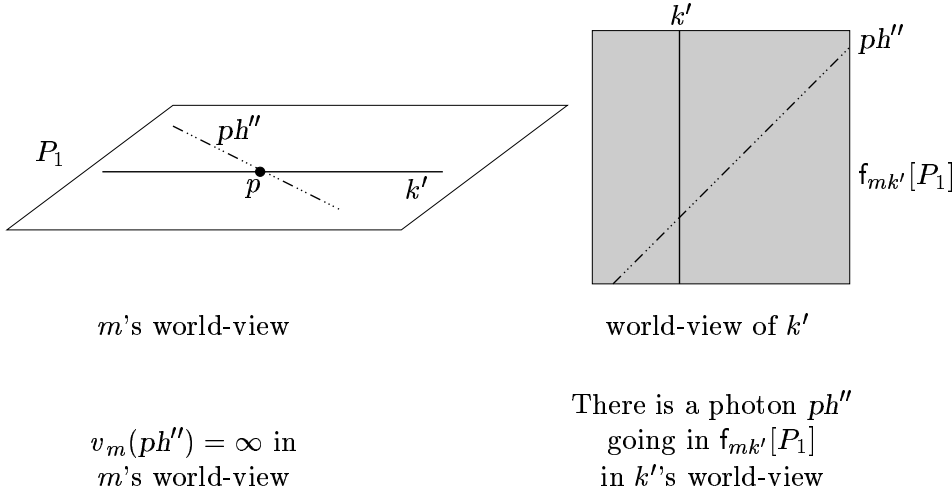 k′
ph″
ph″
P₁
p
k′
f_{mk′}[P₁]
m's world-view
world-view of k′
v_m(ph″) = ∞ in
m's world-view
There is a photon ph″
going in f_{mk′}[P₁]
in k′'s world-view